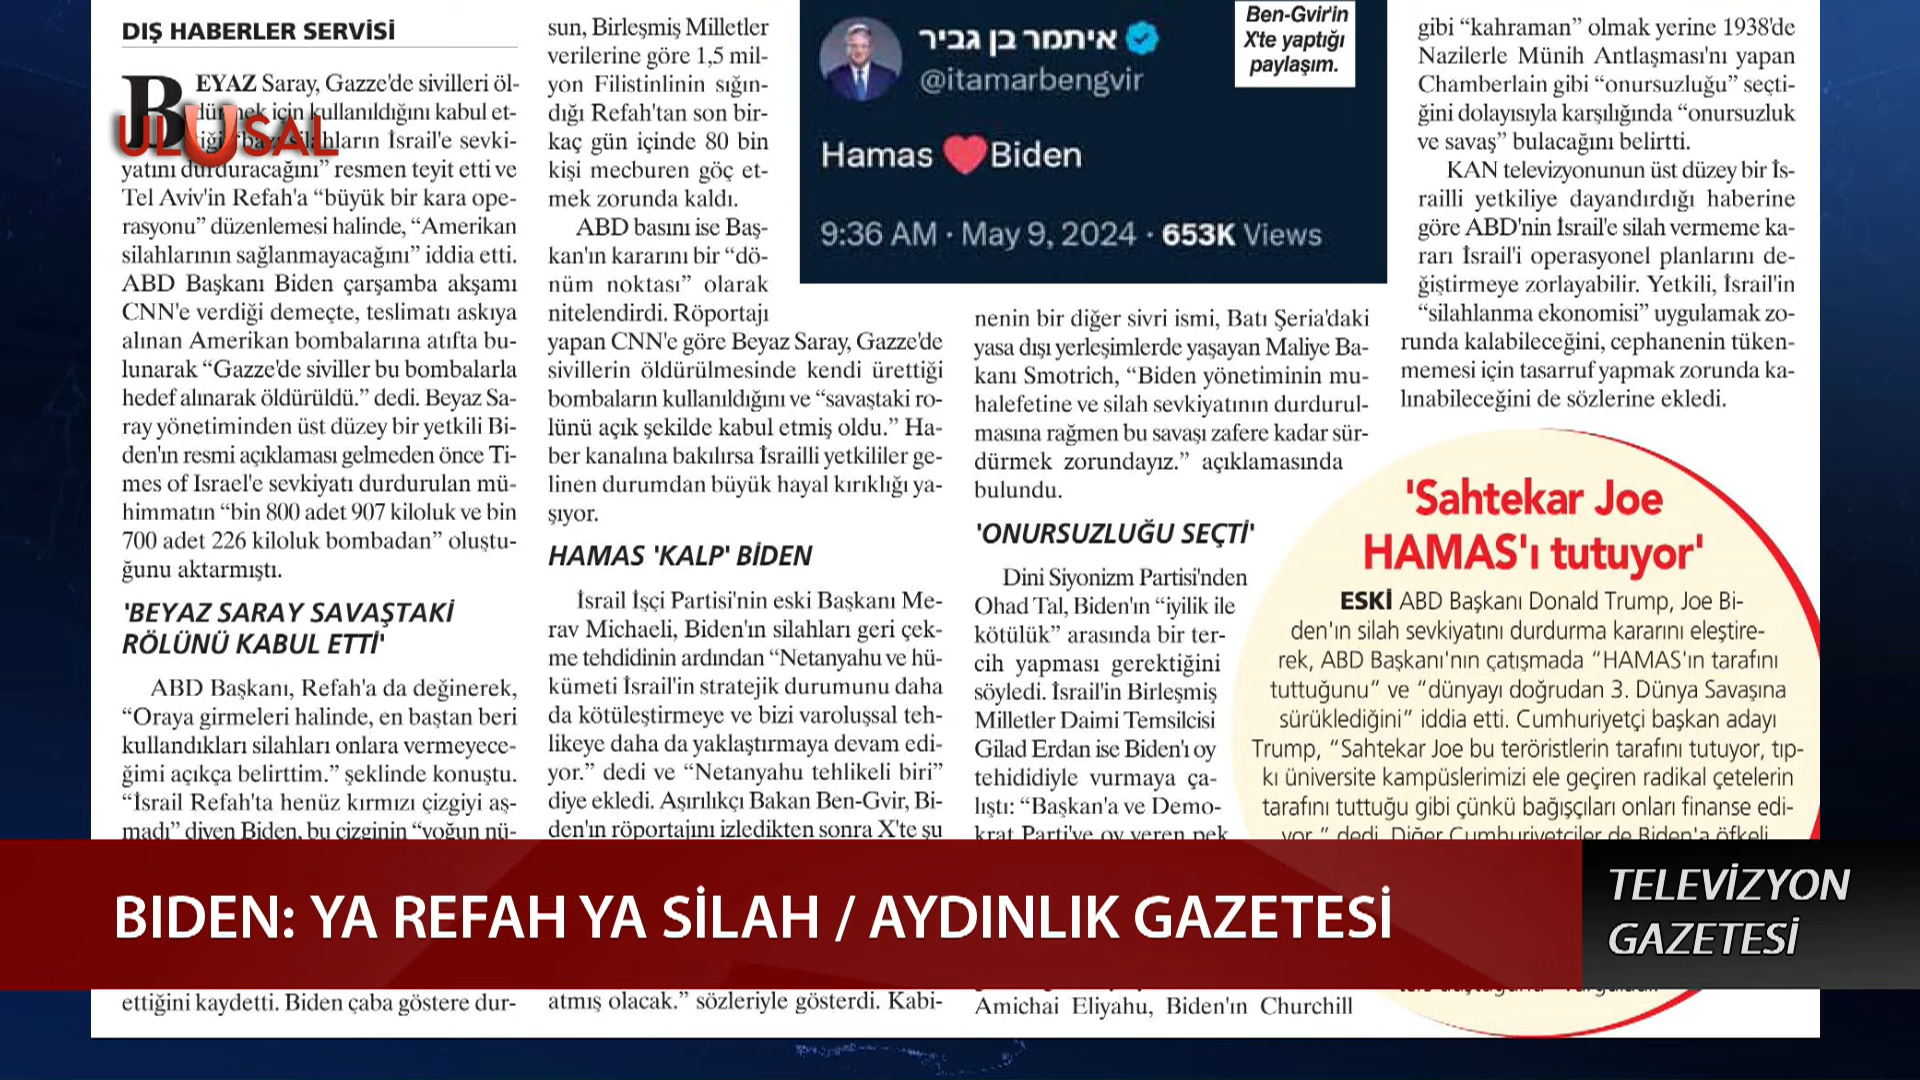 DIŞ HABERLER SERVİSİ
BEYAZ Saray, Gazze'de sivilleri öl-
dürmek için kullanıldığını kabul et-
tiği "bazı silahların İsrail'e sevki-
yatını durduracağını" resmen teyit etti ve
Tel Aviv'in Refah'a "büyük bir kara ope-
rasyonu" düzenlemesi halinde, "Amerikan
silahlarının sağlanmayacağını" iddia etti.
ABD Başkanı Biden çarşamba akşamı
CNN'e verdiği demeçte, teslimatı askıya
alınan Amerikan bombalarına atıfta bu-
lunarak "Gazze'de siviller bu bombalarla
hedef alınarak öldürüldü." dedi. Beyaz Sa-
ray yönetiminden üst düzey bir yetkili Bi-
den'ın resmi açıklaması gelmeden önce Ti-
mes of Israel'e sevkiyatı durdurulan mü-
himmatın "bin 800 adet 907 kiloluk ve bin
700 adet 226 kiloluk bombadan" oluştu-
ğunu aktarmıştı.
'BEYAZ SARAY SAVAŞTAKİ
RÖLÜNÜ KABUL ETTİ'
ABD Başkanı, Refah'a da değinerek,
"Oraya girmeleri halinde, en baştan beri
kullandıkları silahları onlara vermeyece-
ğimi açıkça belirttim." şeklinde konuştu.
"İsrail Refah'ta henüz kırmızı çizgiyi aş-
madı" diyen Biden, bu çizginin "yoğun nü-
ettiğini kaydetti. Biden çaba göstere dur-
sun, Birleşmiş Milletler
verilerine göre 1,5 mil-
yon Filistinlinin sığın-
dığı Refah'tan son bir-
kaç gün içinde 80 bin
kişi mecburen göç et-
mek zorunda kaldı.
ABD basını ise Baş-
kan'ın kararını bir "dö-
nüm noktası" olarak
nitelendirdi. Röportajı
yapan CNN'e göre Beyaz Saray, Gazze'de
sivillerin öldürülmesinde kendi ürettiği
bombaların kullanıldığını ve "savaştaki ro-
lünü açık şekilde kabul etmiş oldu." Ha-
ber kanalına bakılırsa İsrailli yetkililer ge-
linen durumdan büyük hayal kırıklığı ya-
şıyor.
HAMAS 'KALP' BİDEN
İsrail İşçi Partisi'nin eski Başkanı Me-
rav Michaeli, Biden'ın silahları geri çek-
me tehdidinin ardından "Netanyahu ve hü-
kümeti İsrail'in stratejik durumunu daha
da kötüleştirmeye ve bizi varoluşsal teh-
likeye daha da yaklaştırmaya devam edi-
yor." dedi ve "Netanyahu tehlikeli biri"
diye ekledi. Aşırılıkçı Bakan Ben-Gvir, Bi-
den'ın röportajını izledikten sonra X'te şu
atmış olacak." sözleriyle gösterdi. Kabi-
איתמר בן גביר
@itamarbengvir
Hamas ❤️Biden
9:36 AM · May 9, 2024 · 653K Views
Ben-Gvir'in
X'te yaptığı
paylaşım.
nenin bir diğer sivri ismi, Batı Şeria'daki
yasa dışı yerleşimlerde yaşayan Maliye Ba-
kanı Smotrich, "Biden yönetiminin mu-
halefetine ve silah sevkiyatının durdurul-
masına rağmen bu savaşı zafere kadar sür-
dürmek zorundayız." açıklamasında
bulundu.
'ONURSUZLUĞU SEÇTİ'
Dini Siyonizm Partisi'nden
Ohad Tal, Biden'ın "iyilik ile
kötülük" arasında bir ter-
cih yapması gerektiğini
söyledi. İsrail'in Birleşmiş
Milletler Daimi Temsilcisi
Gilad Erdan ise Biden'ı oy
tehdidiyle vurmaya ça-
lıştı: "Başkan'a ve Demo-
krat Parti'ye oy veren pek
Amichai Eliyahu, Biden'ın Churchill
gibi "kahraman" olmak yerine 1938'de
Nazilerle Münih Antlaşması'nı yapan
Chamberlain gibi "onursuzluğu" seçti-
ğini dolayısıyla karşılığında "onursuzluk
ve savaş" bulacağını belirtti.
KAN televizyonunun üst düzey bir İs-
railli yetkiliye dayandırdığı haberine
göre ABD'nin İsrail'e silah vermeme ka-
rarı İsrail'i operasyonel planlarını de-
ğiştirmeye zorlayabilir. Yetkili, İsrail'in
"silahlanma ekonomisi" uygulamak zo-
runda kalabileceğini, cephanenin tüken-
memesi için tasarruf yapmak zorunda ka-
lınabileceğini de sözlerine ekledi.
'Sahtekar Joe
HAMAS'ı tutuyor'
ESKİ ABD Başkanı Donald Trump, Joe Bi-
den'ın silah sevkiyatını durdurma kararını eleştire-
rek, ABD Başkanı'nın çatışmada "HAMAS'ın tarafını
tuttuğunu" ve "dünyayı doğrudan 3. Dünya Savaşına
sürüklediğini" iddia etti. Cumhuriyetçi başkan adayı
Trump, "Sahtekar Joe bu teröristlerin tarafını tutuyor, tıp-
kı üniversite kampüslerimizi ele geçiren radikal çetelerin
tarafını tuttuğu gibi çünkü bağışçıları onları finanse edi-
yor." dedi. Diğer Cumhuriyetçiler de Biden'a öfkeli
ULUSAL
BIDEN: YA REFAH YA SİLAH / AYDINLIK GAZETESİ
TELEVİZYON
GAZETESİ